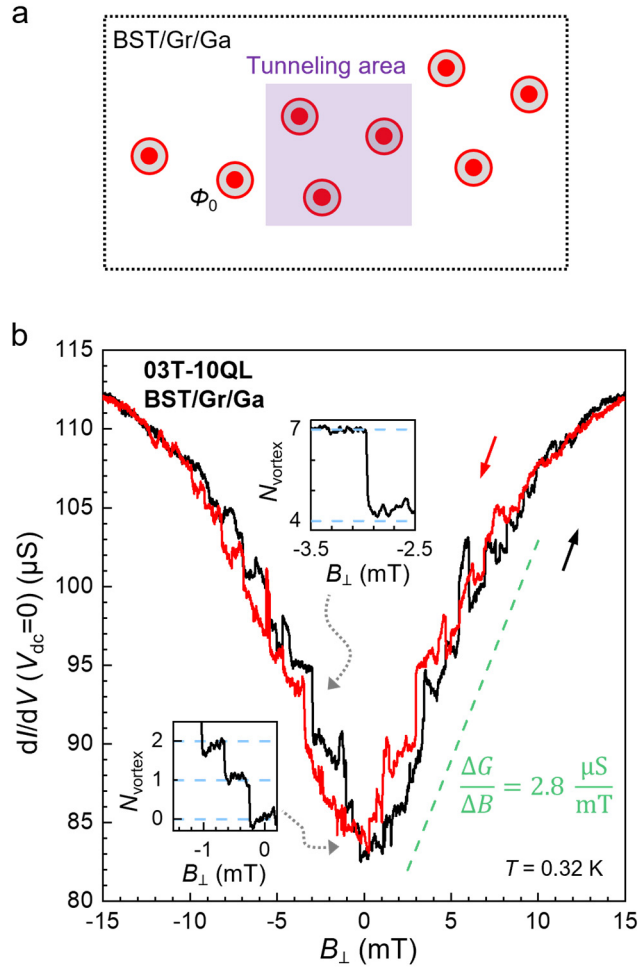 a
BST/Gr/Ga
Tunneling area
Φ0
b
115
110
105
100
95
90
85
80
dI/dV (Vdc=0) (µS)
03T-10QL
BST/Gr/Ga
7
4
Nvortex
-3.5 -2.5
B⊥ (mT)
2
1
0
Nvortex
-1 0
B⊥ (mT)
ΔG/ΔB = 2.8 µS/mT
T = 0.32 K
-15 -10 -5 0 5 10 15
B⊥ (mT)